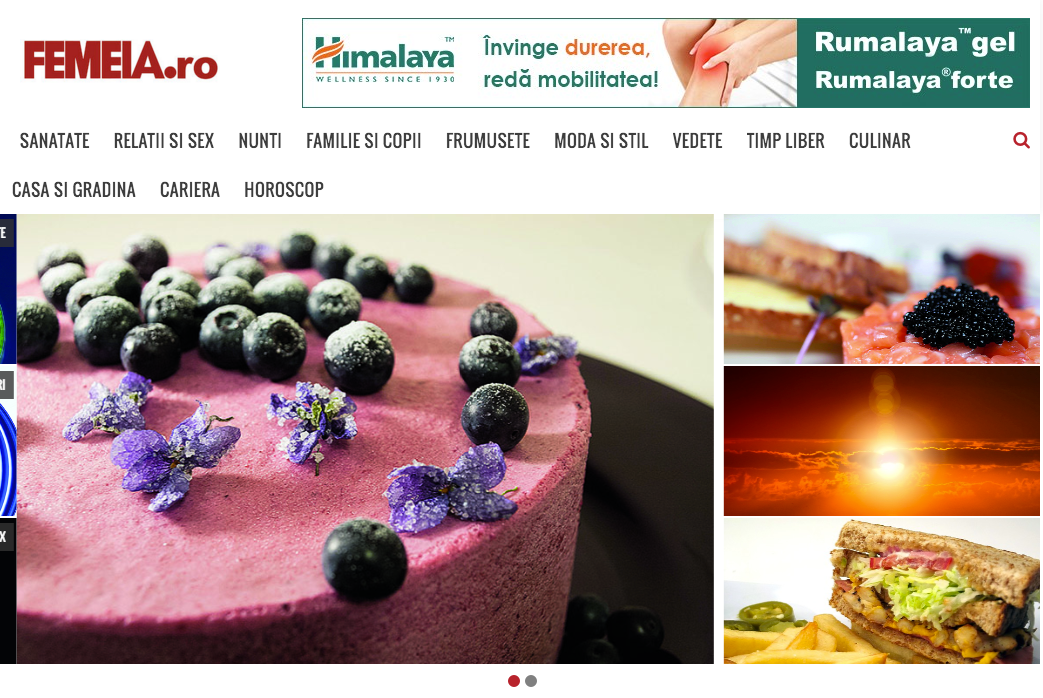 FEMEIA.ro
Himalaya™
WELLNESS SINCE 1930
Învinge durerea,
redă mobilitatea!
Rumalaya™gel
Rumalaya®forte
SANATATE RELATII SI SEX NUNTI FAMILIE SI COPII FRUMUSETE MODA SI STIL VEDETE TIMP LIBER CULINAR
CASA SI GRADINA CARIERA HOROSCOP